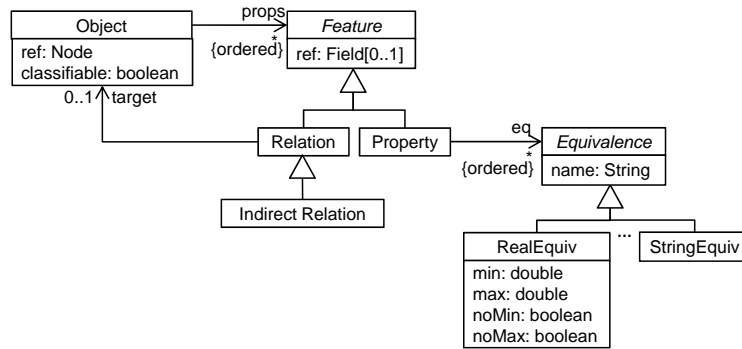 Object
ref: Node
classifiable: boolean
props
*
{ordered}
Feature
ref: Field[0..1]
0..1
target
Relation
Property
eq
*
{ordered}
Equivalence
name: String
Indirect Relation
RealEquiv
min: double
max: double
noMin: boolean
noMax: boolean
...
StringEquiv